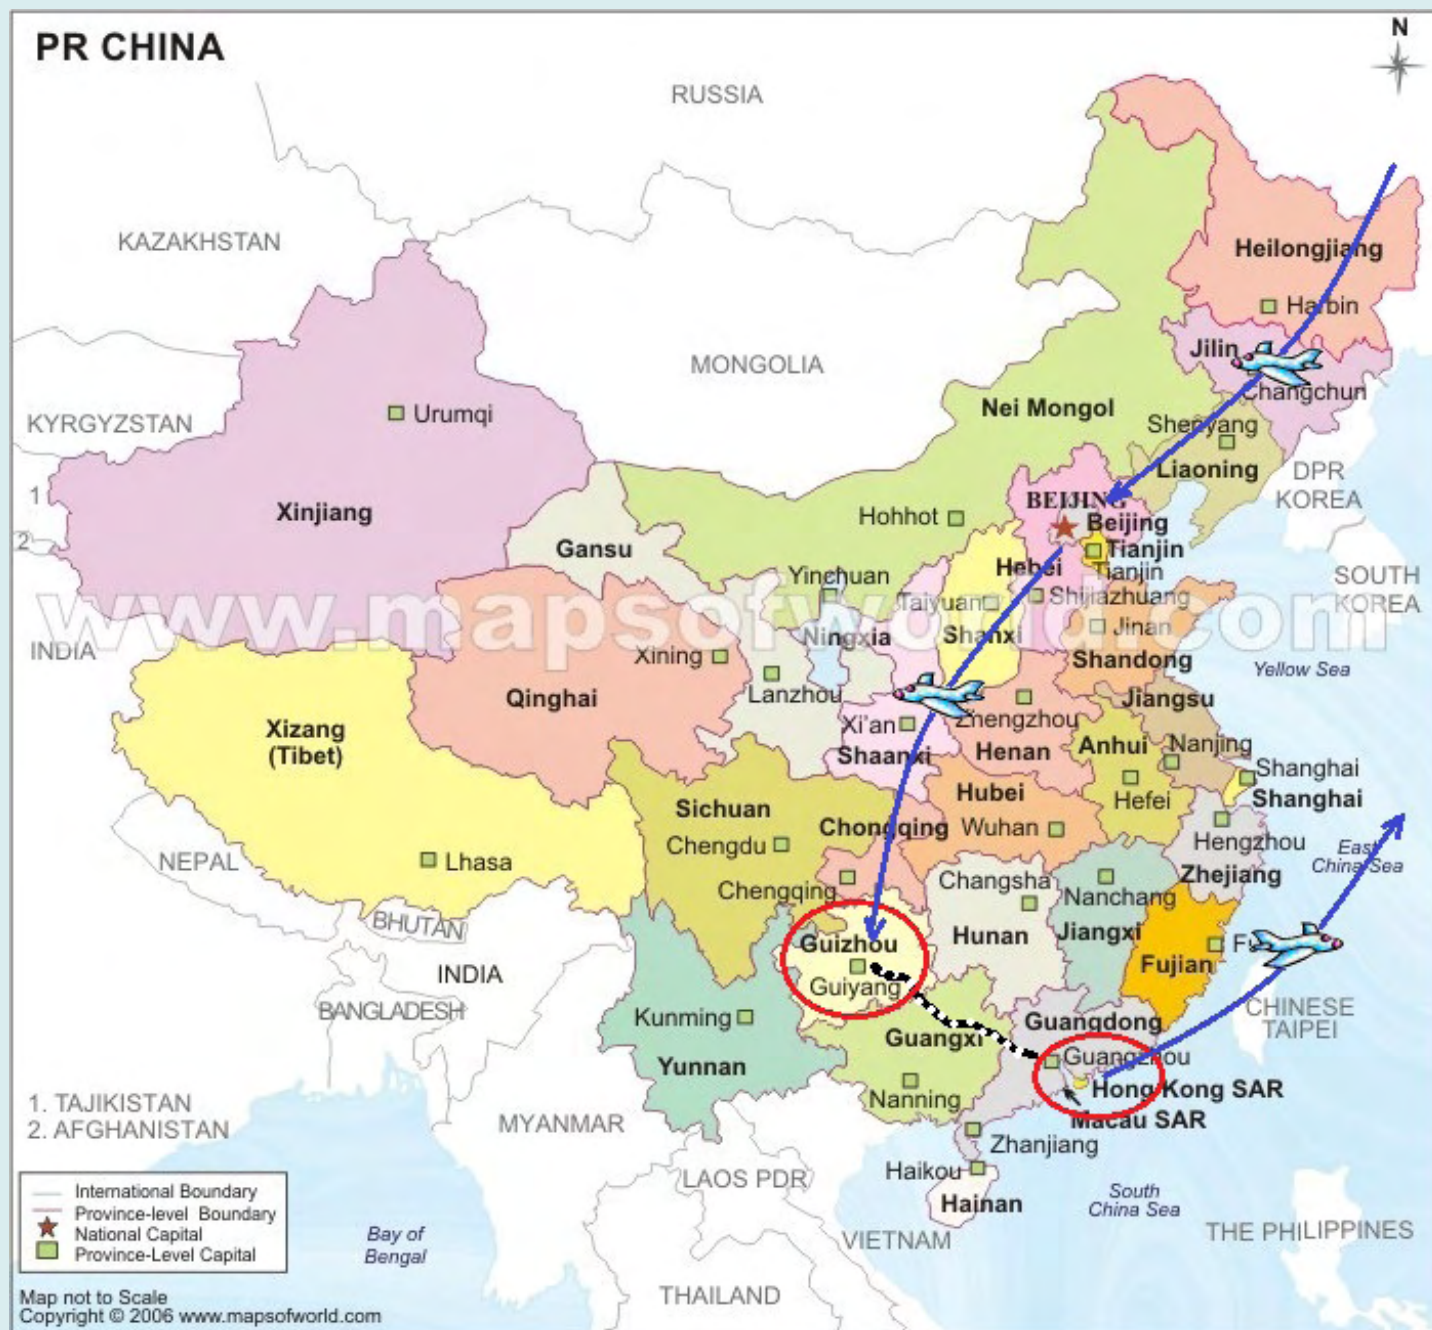 PR CHINA
N
RUSSIA
KAZAKHSTAN
Heilongjiang
Harbin
MONGOLIA
Jilin
Changchun
KYRGYZSTAN
Urumqi
Nei Mongol
Shenyang
Liaoning
DPR
KOREA
1
Xinjiang
BEIJING
Hohhot
Beijing
2
Gansu
Tianjin
Hebei
Tianjin
Yinchuan
SOUTH
KOREA
Taiyuan
Shijiazhuang
www.mapsofworld.com
Ningxia
Shanxi
Jinan
INDIA
Xining
Shandong
Yellow Sea
Lanzhou
Qinghai
Jiangsu
Xizang
(Tibet)
Xi'an
Zhengzhou
Shaanxi
Henan
Anhui
Nanjing
Shanghai
Shanghai
Sichuan
Hubei
Hefei
Chongqing
Wuhan
Chengdu
Hengzhou
East
China Sea
NEPAL
Lhasa
Zhejiang
Chengqing
Changsha
Nanchang
BHUTAN
Guizhou
Hunan
Jiangxi
Fujian
INDIA
Guiyang
BANGLADESH
CHINESE
TAIPEI
Kunming
Guangxi
Guangdong
Guangzhou
Yunnan
Nanning
Hong Kong SAR
Macau SAR
1. TAJIKISTAN
2. AFGHANISTAN
MYANMAR
Zhanjiang
LAOS PDR
Haikou
Hainan
South
China Sea
International Boundary
Province-level Boundary
National Capital
Province-Level Capital
Bay of
Bengal
VIETNAM
THE PHILIPPINES
THAILAND
Map not to Scale
Copyright © 2006 www.mapsofworld.com